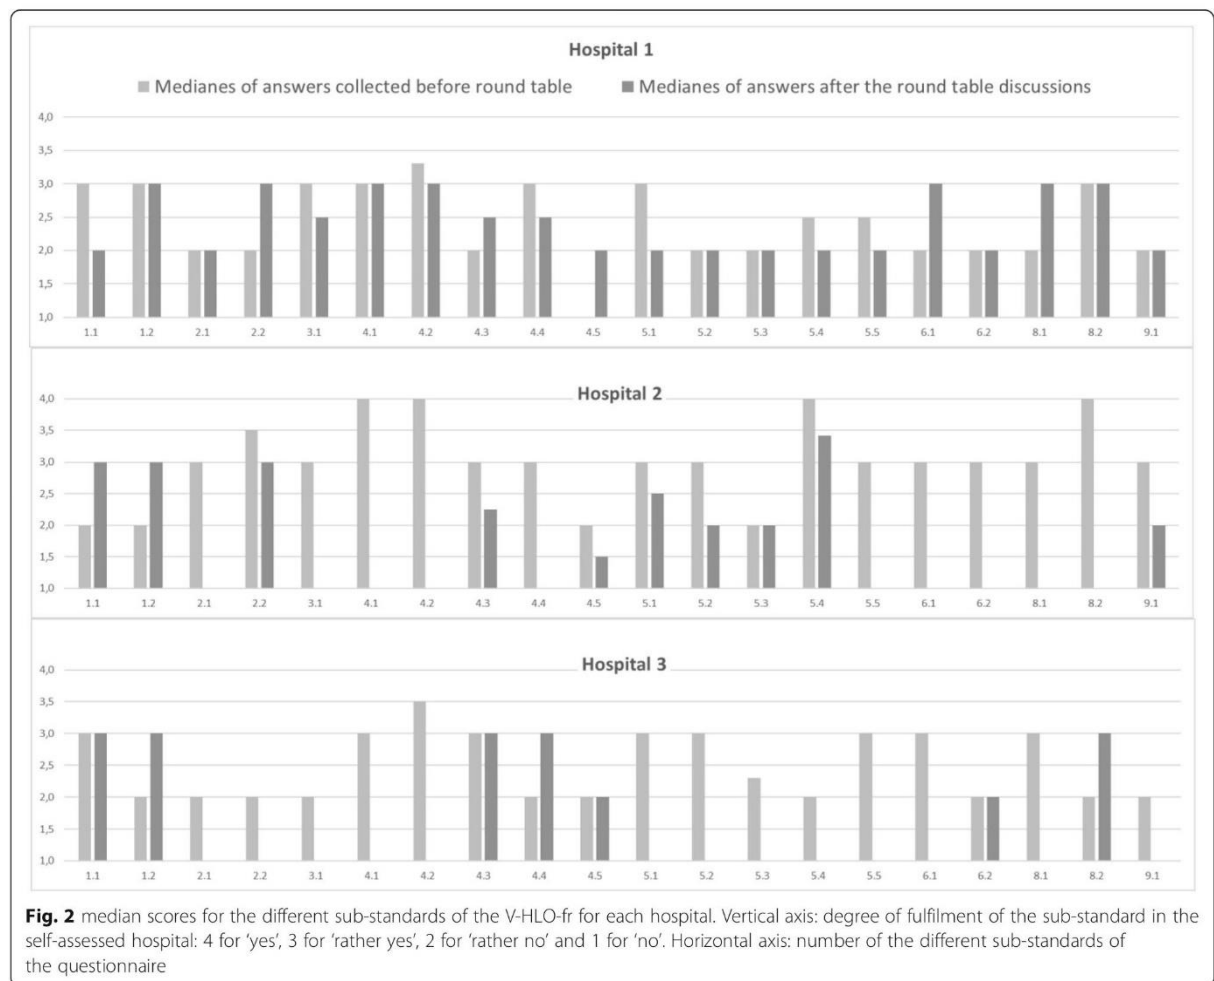 Hospital 1
Medianes of answers collected before round table Medianes of answers after the round table discussions
4,0
3,5
3,0
2,5
2,0
1,5
1,0
1.1 1.2 2.1 2.2 3.1 4.1 4.2 4.3 4.4 4.5 5.1 5.2 5.3 5.4 5.5 6.1 6.2 8.1 8.2 9.1
Hospital 2
4,0
3,5
3,0
2,5
2,0
1,5
1,0
1.1 1.2 2.1 2.2 3.1 4.1 4.2 4.3 4.4 4.5 5.1 5.2 5.3 5.4 5.5 6.1 6.2 8.1 8.2 9.1
Hospital 3
4,0
3,5
3,0
2,5
2,0
1,5
1,0
1.1 1.2 2.1 2.2 3.1 4.1 4.2 4.3 4.4 4.5 5.1 5.2 5.3 5.4 5.5 6.1 6.2 8.1 8.2 9.1
Fig. 2 median scores for the different sub-standards of the V-HLO-fr for each hospital. Vertical axis: degree of fulfilment of the sub-standard in the
self-assessed hospital: 4 for ‘yes’, 3 for ‘rather yes’, 2 for ‘rather no’ and 1 for ‘no’. Horizontal axis: number of the different sub-standards of
the questionnaire